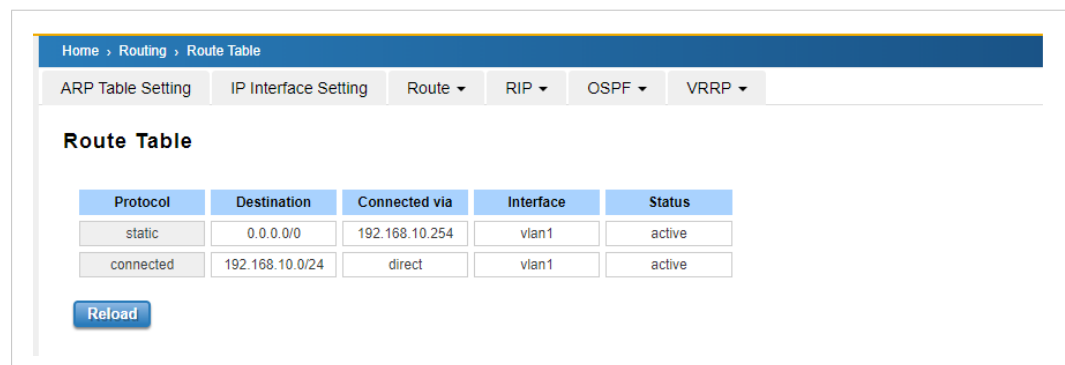 Home › Routing › Route Table
ARP Table Setting IP Interface Setting Route RIP OSPF VRRP
Route Table
Protocol Destination Connected via Interface Status
static 0.0.0.0/0 192.168.10.254 vlan1 active
connected 192.168.10.0/24 direct vlan1 active
Reload